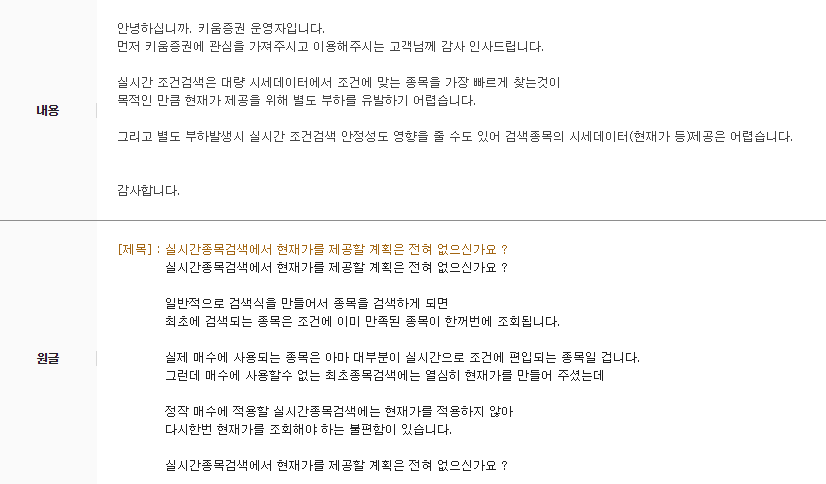 내용
안녕하십니까. 키움증권 운영자입니다.
먼저 키움증권에 관심을 가져주시고 이용해주시는 고객님께 감사 인사드립니다.
실시간 조건검색은 대량 시세데이터에서 조건에 맞는 종목을 가장 빠르게 찾는것이
목적인 만큼 현재가 제공을 위해 별도 부하를 유발하기 어렵습니다.
그리고 별도 부하발생시 실시간 조건검색 안정성도 영향을 줄 수도 있어 검색종목의 시세데이터(현재가 등)제공은 어렵습니다.
감사합니다.
원글
[제목] : 실시간종목검색에서 현재가를 제공할 계획은 전혀 없으신가요 ?
실시간종목검색에서 현재가를 제공할 계획은 전혀 없으신가요 ?
일반적으로 검색식을 만들어서 종목을 검색하게 되면
최초에 검색되는 종목은 조건에 이미 만족된 종목이 한꺼번에 조회됩니다.
실제 매수에 사용되는 종목은 아마 대부분이 실시간으로 조건에 편입되는 종목일 겁니다.
그런데 매수에 사용할수 없는 최초종목검색에는 열심히 현재가를 만들어 주셨는데
정작 매수에 적용할 실시간종목검색에는 현재가를 적용하지 않아
다시한번 현재가를 조회해야 하는 불편함이 있습니다.
실시간종목검색에서 현재가를 제공할 계획은 전혀 없으신가요 ?